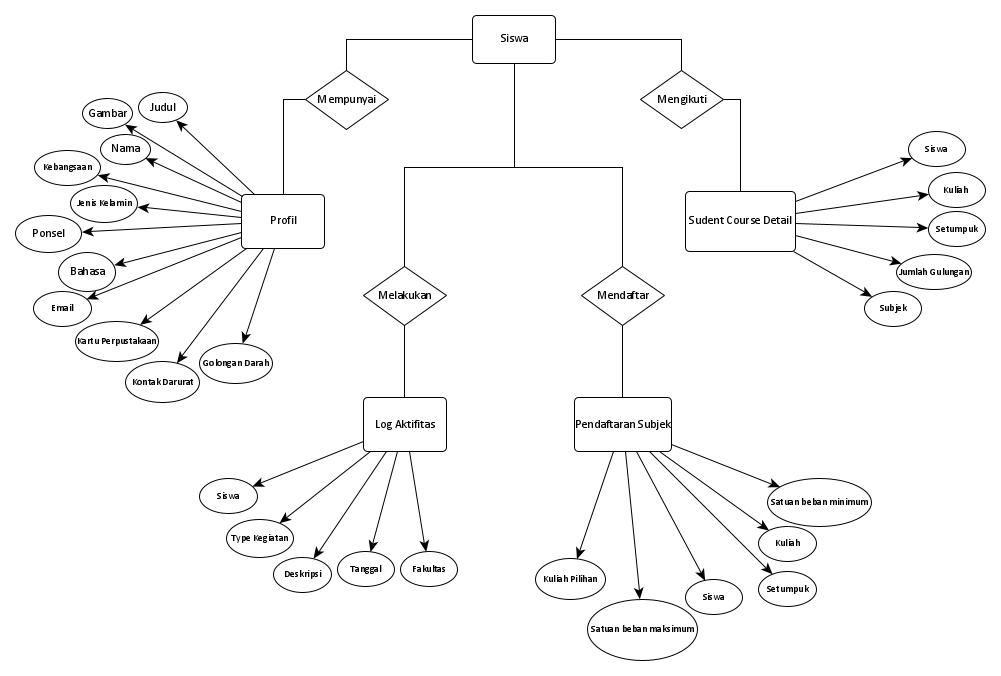 Siswa
Mempunyai
Mengikuti
Judul
Gambar
Nama
Kebangsaan
Jenis Kelamin
Ponsel
Bahasa
Email
Kartu Perpustakaan
Kontak Darurat
Golongan Darah
Profil
Sudent Course Detail
Siswa
Kuliah
Setumpuk
Jumlah Gulungan
Subjek
Melakukan
Mendaftar
Log Aktifitas
Pendaftaran Subjek
Siswa
Type Kegiatan
Deskripsi
Tanggal
Fakultas
Kuliah Pilihan
Satuan beban maksimum
Siswa
Setumpuk
Kuliah
Satuan beban minimum